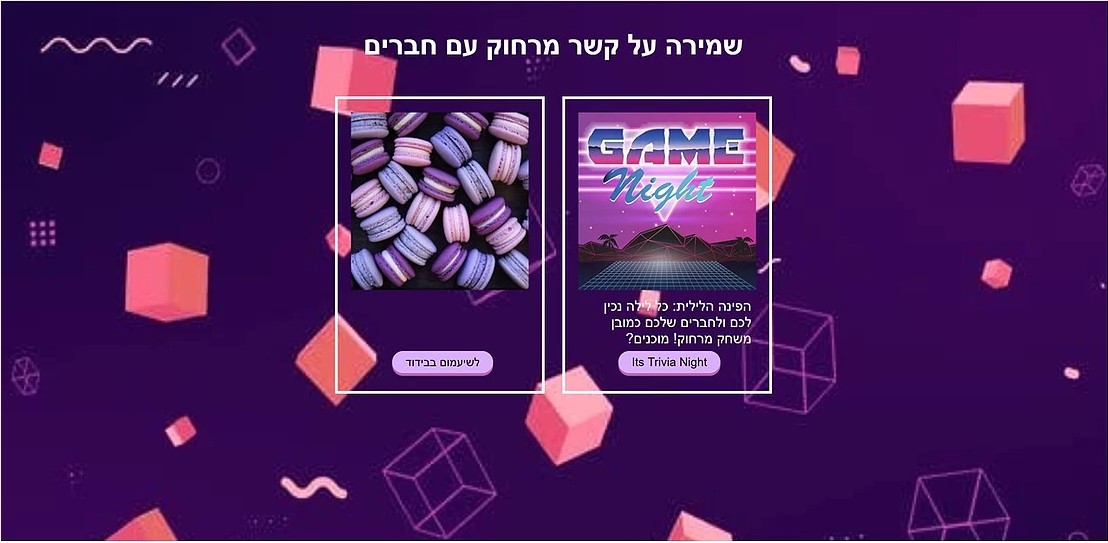 שמירה על קשר מרחוק עם חברים
GAME
Night
הפינה הלילית: כל לילה נכין
לכם ולחברים שלכם כמובן
משחק מרחוק! מוכנים?
Its Trivia Night
לשיעמום בבידוד